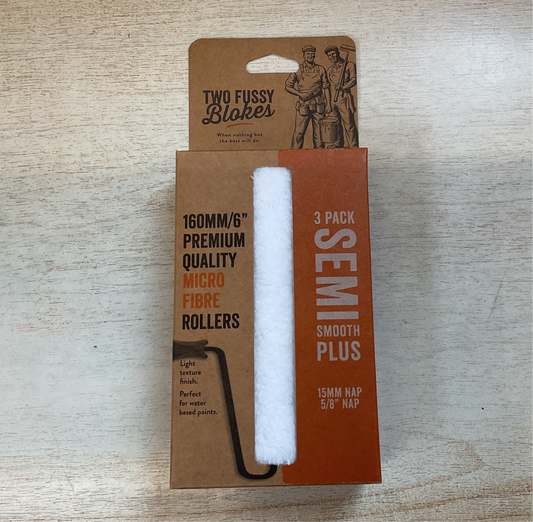 TWO FUSSY
Blokes
When nothing but
the best will do.
160MM/6”
PREMIUM
QUALITY
MICRO
FIBRE
ROLLERS
Light
texture
finish.
Perfect
for water
based paints.
3 PACK
SEMI
SMOOTH
PLUS
15MM NAP
5/8” NAP